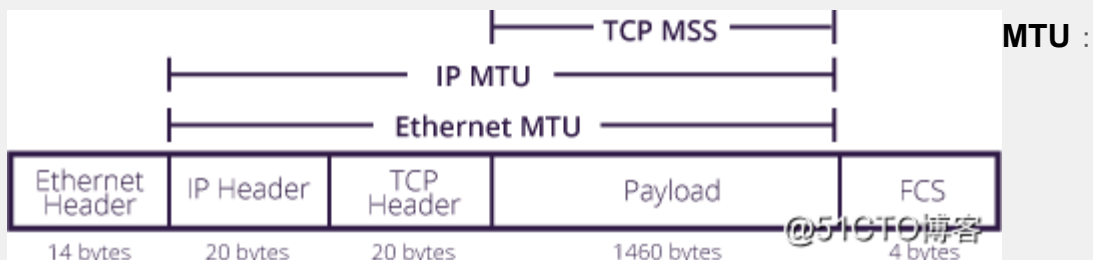 TCP MSS
MTU :
IP MTU
Ethernet MTU
Ethernet Header
IP Header
TCP Header
Payload
FCS
@51CTO博客
14 bytes
20 bytes
20 bytes
1460 bytes
4 bytes